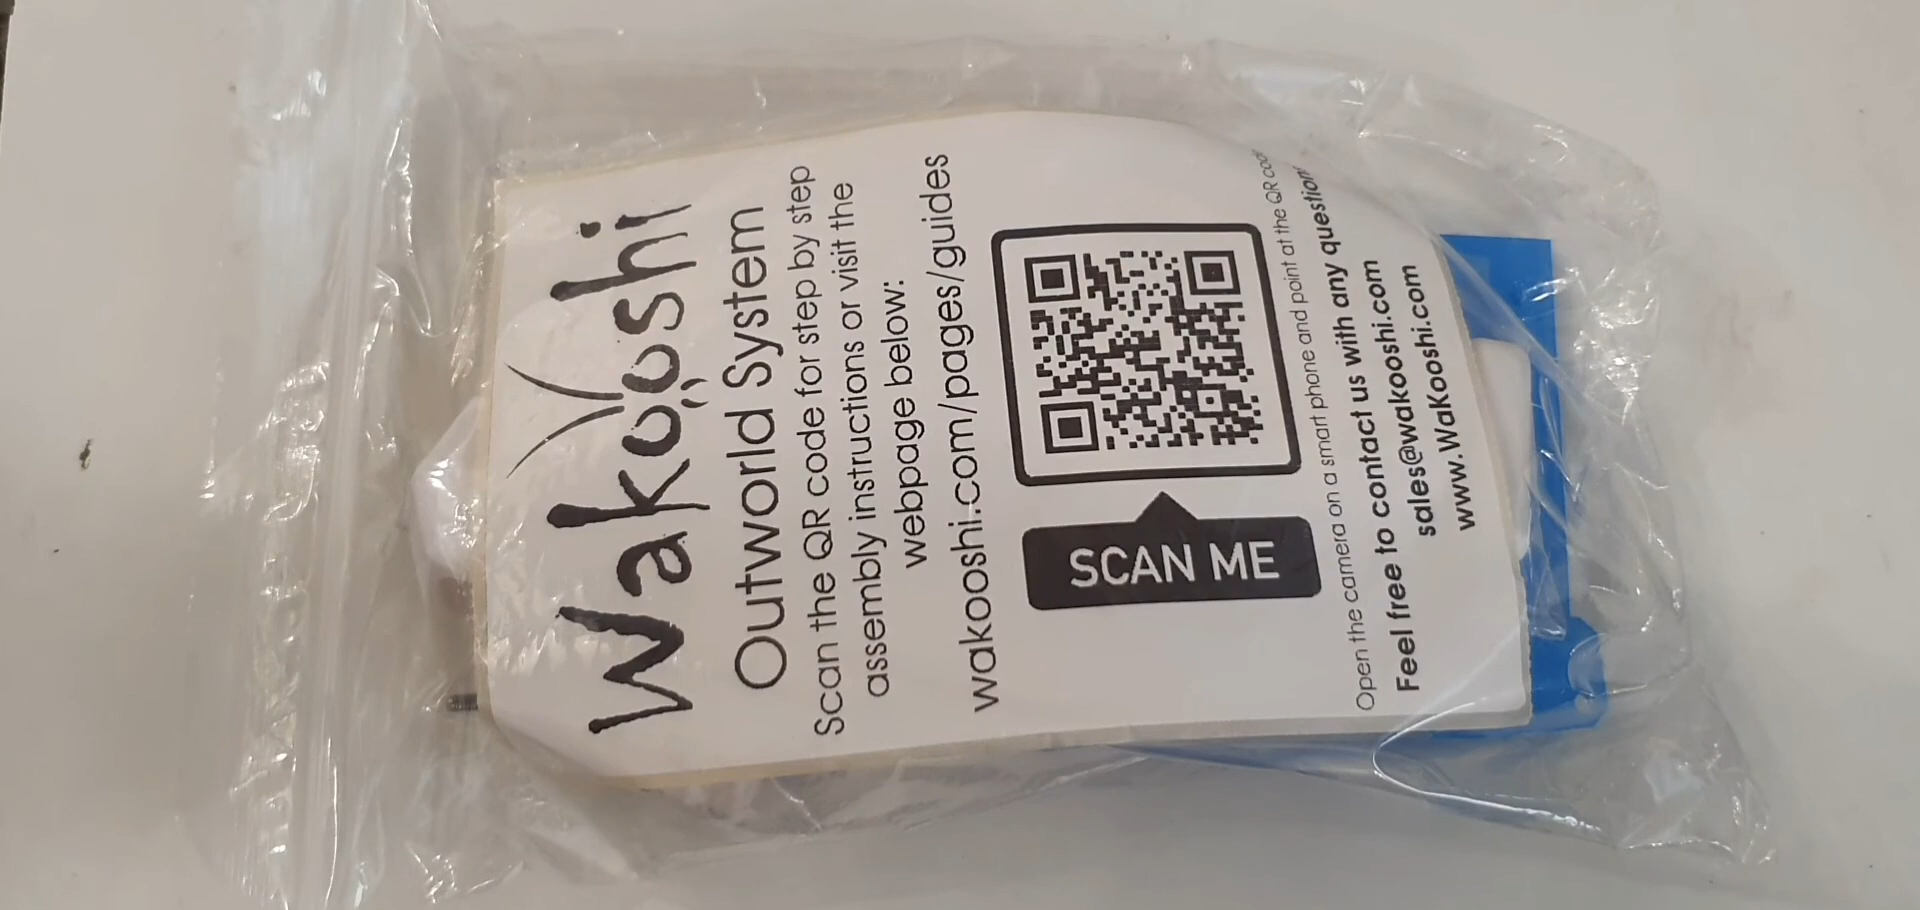 Wakooshi
Outworld System
Scan the QR code for step by step
assembly instructions or visit the
webpage below:
wakooshi.com/pages/guides
SCAN ME
Open the camera on a smart phone and point at the QR code
Feel free to contact us with any question
sales@wakooshi.com
www.WaKooshi.com